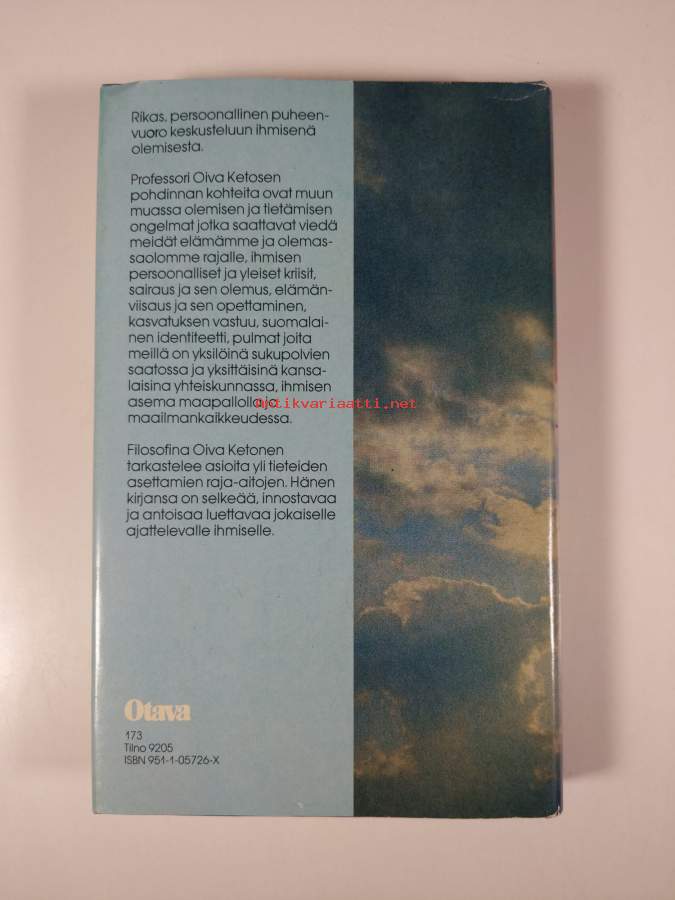 Rikas, persoonallinen puheen-
vuoro keskusteluun ihmisenä
olemisesta.
Professori Oiva Ketosen
pohdinnan kohteita ovat muun
muassa olemisen ja tietämisen
ongelmat jotka saattavat viedä
meidät elämämme ja olemas-
saolomme rajalle, ihmisen
persoonalliset ja yleiset kriisit,
sairaus ja sen olemus, elämän-
viisaus ja sen opettaminen,
kasvatuksen vastuu, suomalai-
nen identiteetti, pulmat joita
meillä on yksilöinä sukupolvien
saatossa ja yksittäisinä kansa-
laisina yhteiskunnassa, ihmisen
asema maapallolla ja
antikvariaatti.net
maailmankaikkeudessa.
Filosofina Oiva Ketonen
tarkastelee asioita yli tieteiden
asettamien raja-aitojen. Hänen
kirjansa on selkeää, innostavaa
ja antoisaa luettavaa jokaiselle
ajattelevalle ihmiselle.
Otava
173
Tilno 9205
ISBN 951-1-05726-X